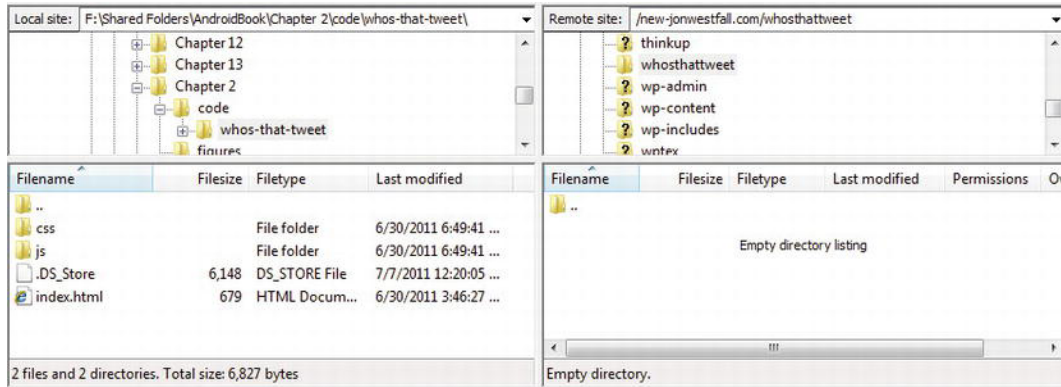 Local site: F:\Shared Folders\AndroidBook\Chapter 2\code\whos-that-tweet\
Chapter 12
Chapter 13
Chapter 2
code
whos-that-tweet
figures
Filename Filesize Filetype Last modified
..
css File folder 6/30/2011 6:49:41 ...
js File folder 6/30/2011 6:49:41 ...
.DS_Store 6,148 DS_STORE File 7/7/2011 12:20:05 ...
index.html 679 HTML Docum... 6/30/2011 3:46:27 ...
2 files and 2 directories. Total size: 6,827 bytes
Remote site: /new-jonwestfall.com/whosthattweet
? thinkup
whosthattweet
? wp-admin
? wp-content
? wp-includes
? wptex
Filename Filesize Filetype Last modified Permissions
..
Empty directory listing
Empty directory.